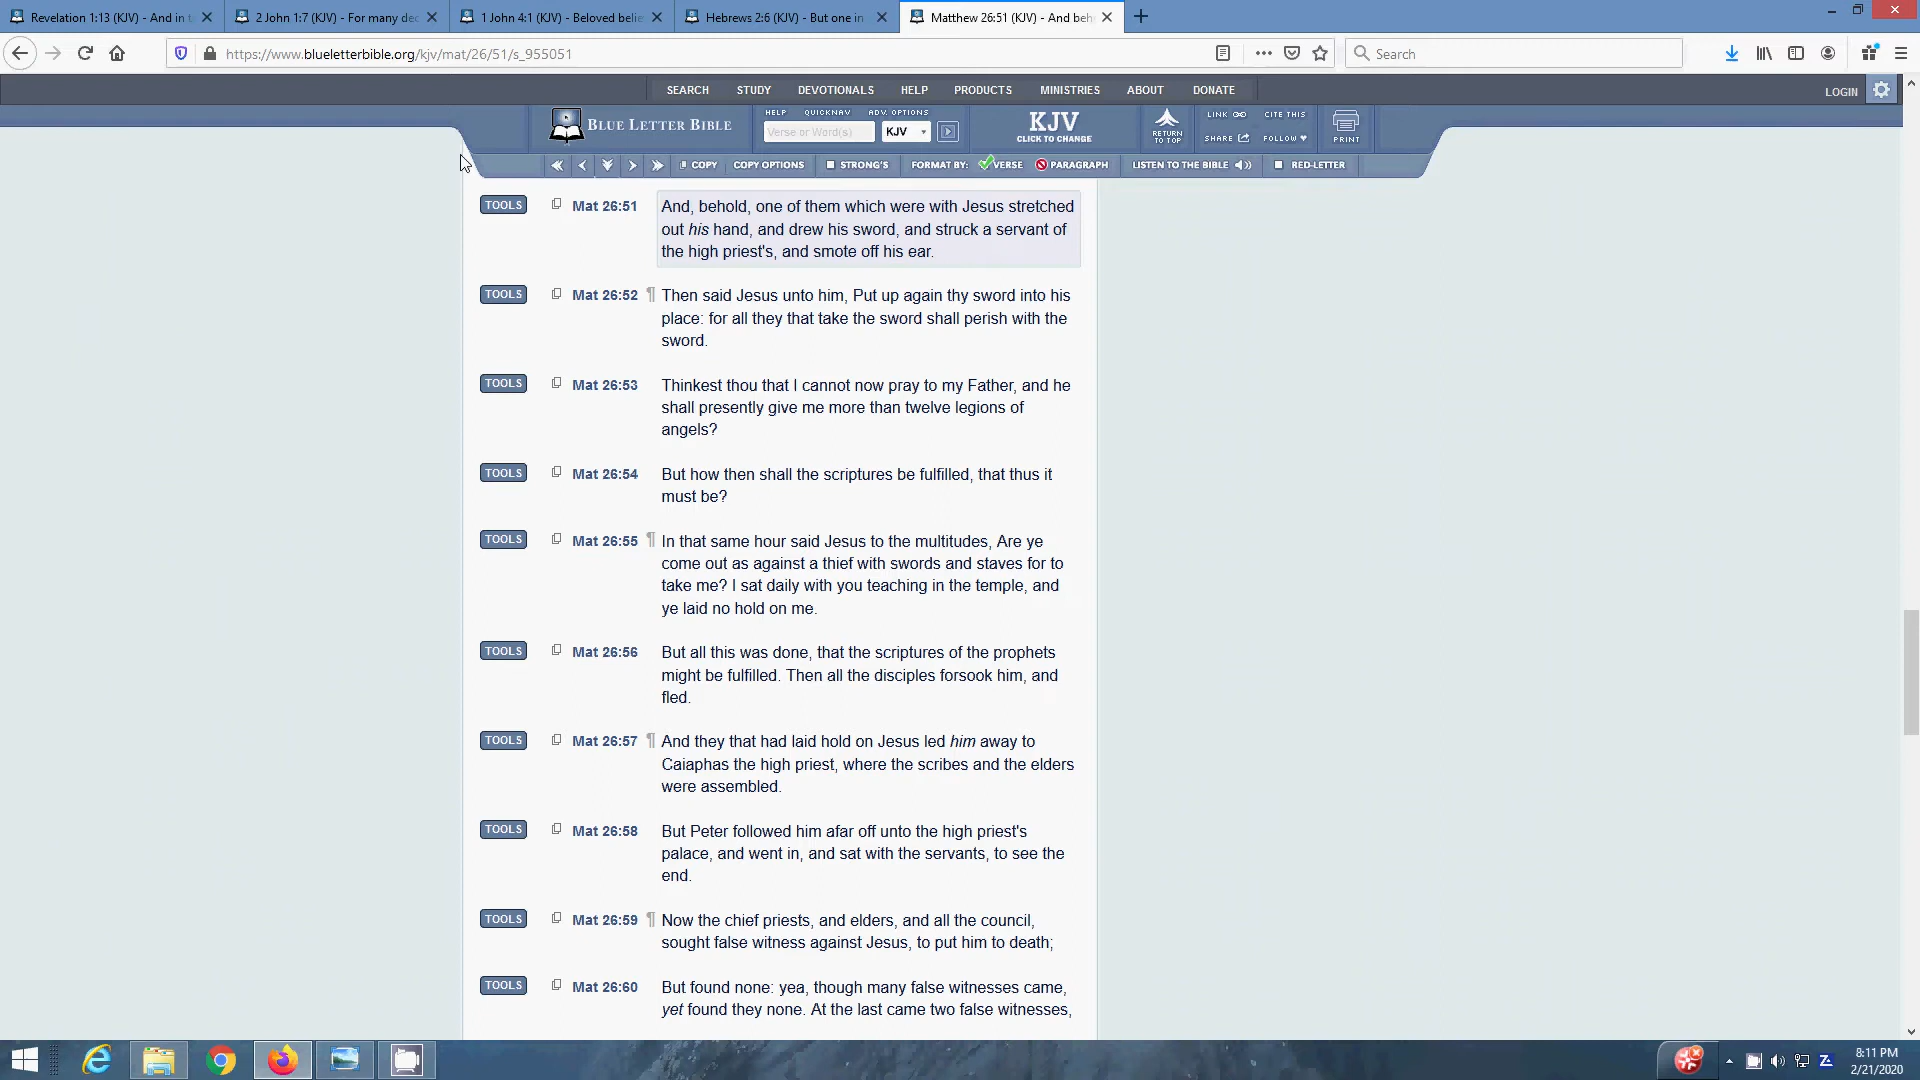 Revelation 1:13 (KJV) - And in t
2 John 1:7 (KJV) - For many dec
1 John 4:1 (KJV) - Beloved belie
Hebrews 2:6 (KJV) - But one in
Matthew 26:51 (KJV) - And beh
https://www.blueletterbible.org/kjv/mat/26/51/s_955051
Search
SEARCH STUDY DEVOTIONALS HELP PRODUCTS MINISTRIES ABOUT DONATE
LOGIN
BLUE LETTER BIBLE
HELP QUICKNAV ADV. OPTIONS
Verse or Word(s)
KJV
KJV
CLICK TO CHANGE
RETURN
TO TOP
LINK CITE THIS
SHARE FOLLOW
PRINT
COPY COPY OPTIONS STRONG'S FORMAT BY: VERSE PARAGRAPH LISTEN TO THE BIBLE RED-LETTER
TOOLS Mat 26:51 And, behold, one of them which were with Jesus stretched
out his hand, and drew his sword, and struck a servant of
the high priest's, and smote off his ear.
TOOLS Mat 26:52 ¶ Then said Jesus unto him, Put up again thy sword into his
place: for all they that take the sword shall perish with the
sword.
TOOLS Mat 26:53 Thinkest thou that I cannot now pray to my Father, and he
shall presently give me more than twelve legions of
angels?
TOOLS Mat 26:54 But how then shall the scriptures be fulfilled, that thus it
must be?
TOOLS Mat 26:55 ¶ In that same hour said Jesus to the multitudes, Are ye
come out as against a thief with swords and staves for to
take me? I sat daily with you teaching in the temple, and
ye laid no hold on me.
TOOLS Mat 26:56 But all this was done, that the scriptures of the prophets
might be fulfilled. Then all the disciples forsook him, and
fled.
TOOLS Mat 26:57 ¶ And they that had laid hold on Jesus led him away to
Caiaphas the high priest, where the scribes and the elders
were assembled.
TOOLS Mat 26:58 But Peter followed him afar off unto the high priest's
palace, and went in, and sat with the servants, to see the
end.
TOOLS Mat 26:59 ¶ Now the chief priests, and elders, and all the council,
sought false witness against Jesus, to put him to death;
TOOLS Mat 26:60 But found none: yea, though many false witnesses came,
yet found they none. At the last came two false witnesses,
8:11 PM
2/21/2020